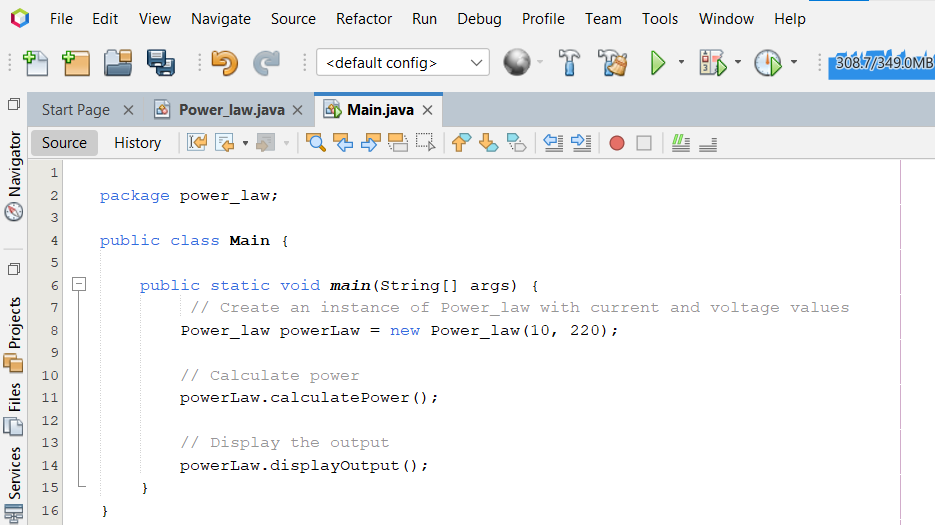 File Edit View Navigate Source Refactor Run Debug Profile Team Tools Window Help
<default config> 308.7/349.0MB
Start Page Power_law.java Main.java
Source History
Navigator
Projects
Files
Services
1
2 package power_law;
3
4 public class Main {
5
6 public static void main(String[] args) {
7 // Create an instance of Power_law with current and voltage values
8 Power_law powerLaw = new Power_law(10, 220);
9
10 // Calculate power
11 powerLaw.calculatePower();
12
13 // Display the output
14 powerLaw.displayOutput();
15 }
16 }